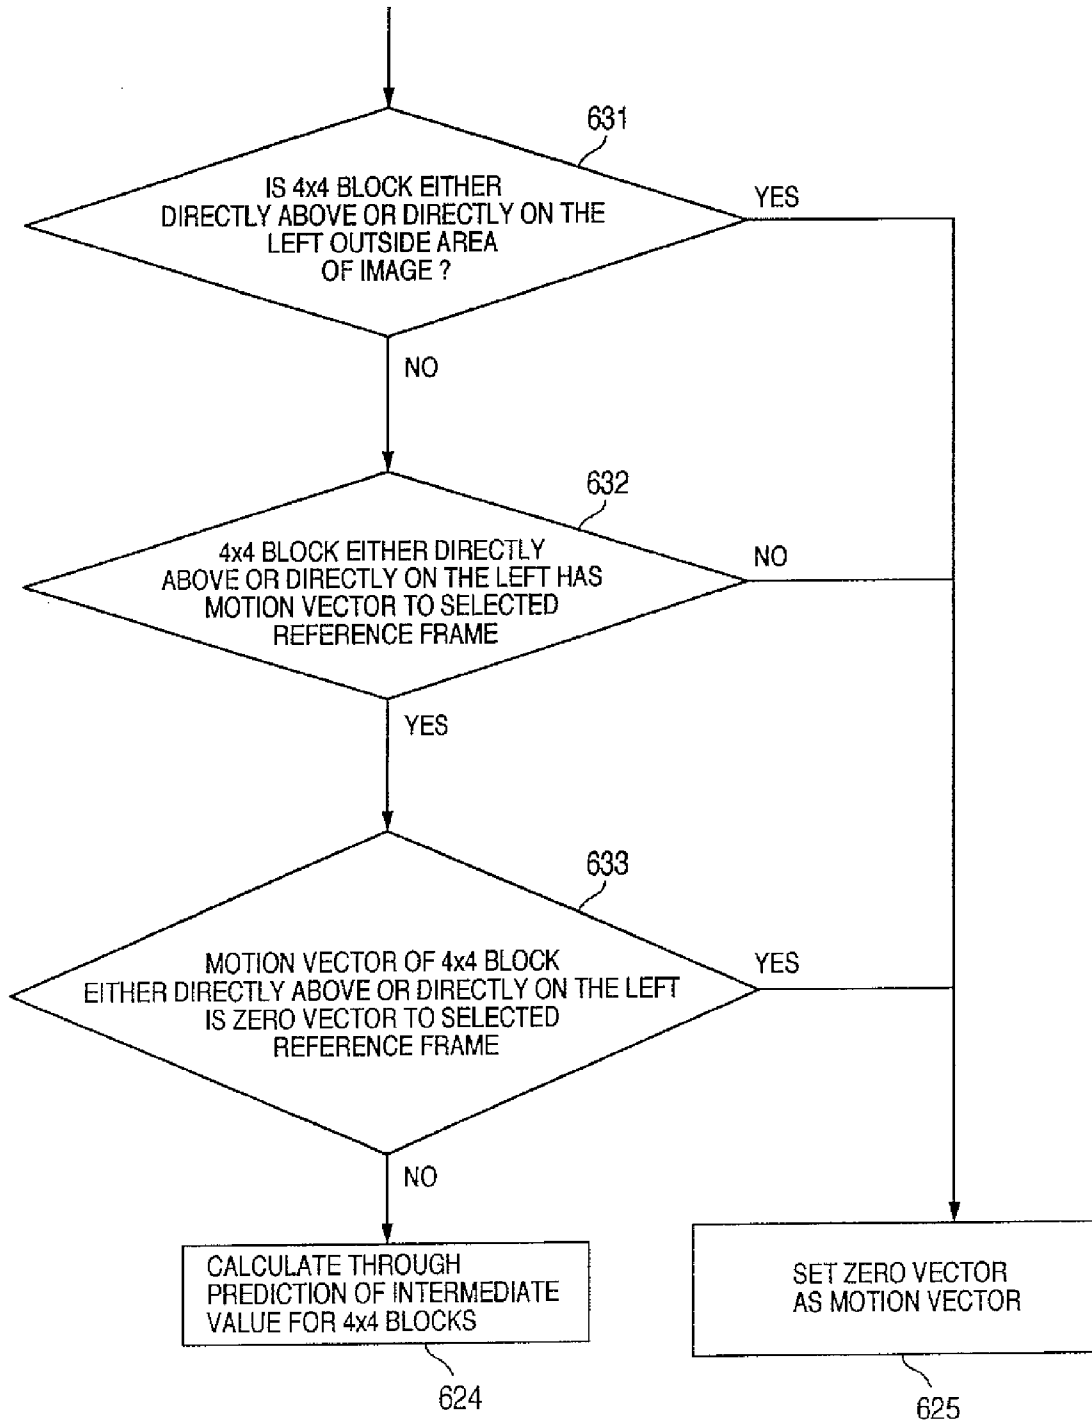 631
IS 4x4 BLOCK EITHER
DIRECTLY ABOVE OR DIRECTLY ON THE
LEFT OUTSIDE AREA
OF IMAGE ?
YES
NO
632
4x4 BLOCK EITHER DIRECTLY
ABOVE OR DIRECTLY ON THE LEFT HAS
MOTION VECTOR TO SELECTED
REFERENCE FRAME
NO
YES
633
MOTION VECTOR OF 4x4 BLOCK
EITHER DIRECTLY ABOVE OR DIRECTLY ON THE LEFT
IS ZERO VECTOR TO SELECTED
REFERENCE FRAME
YES
NO
CALCULATE THROUGH
PREDICTION OF INTERMEDIATE
VALUE FOR 4x4 BLOCKS
624
SET ZERO VECTOR
AS MOTION VECTOR
625